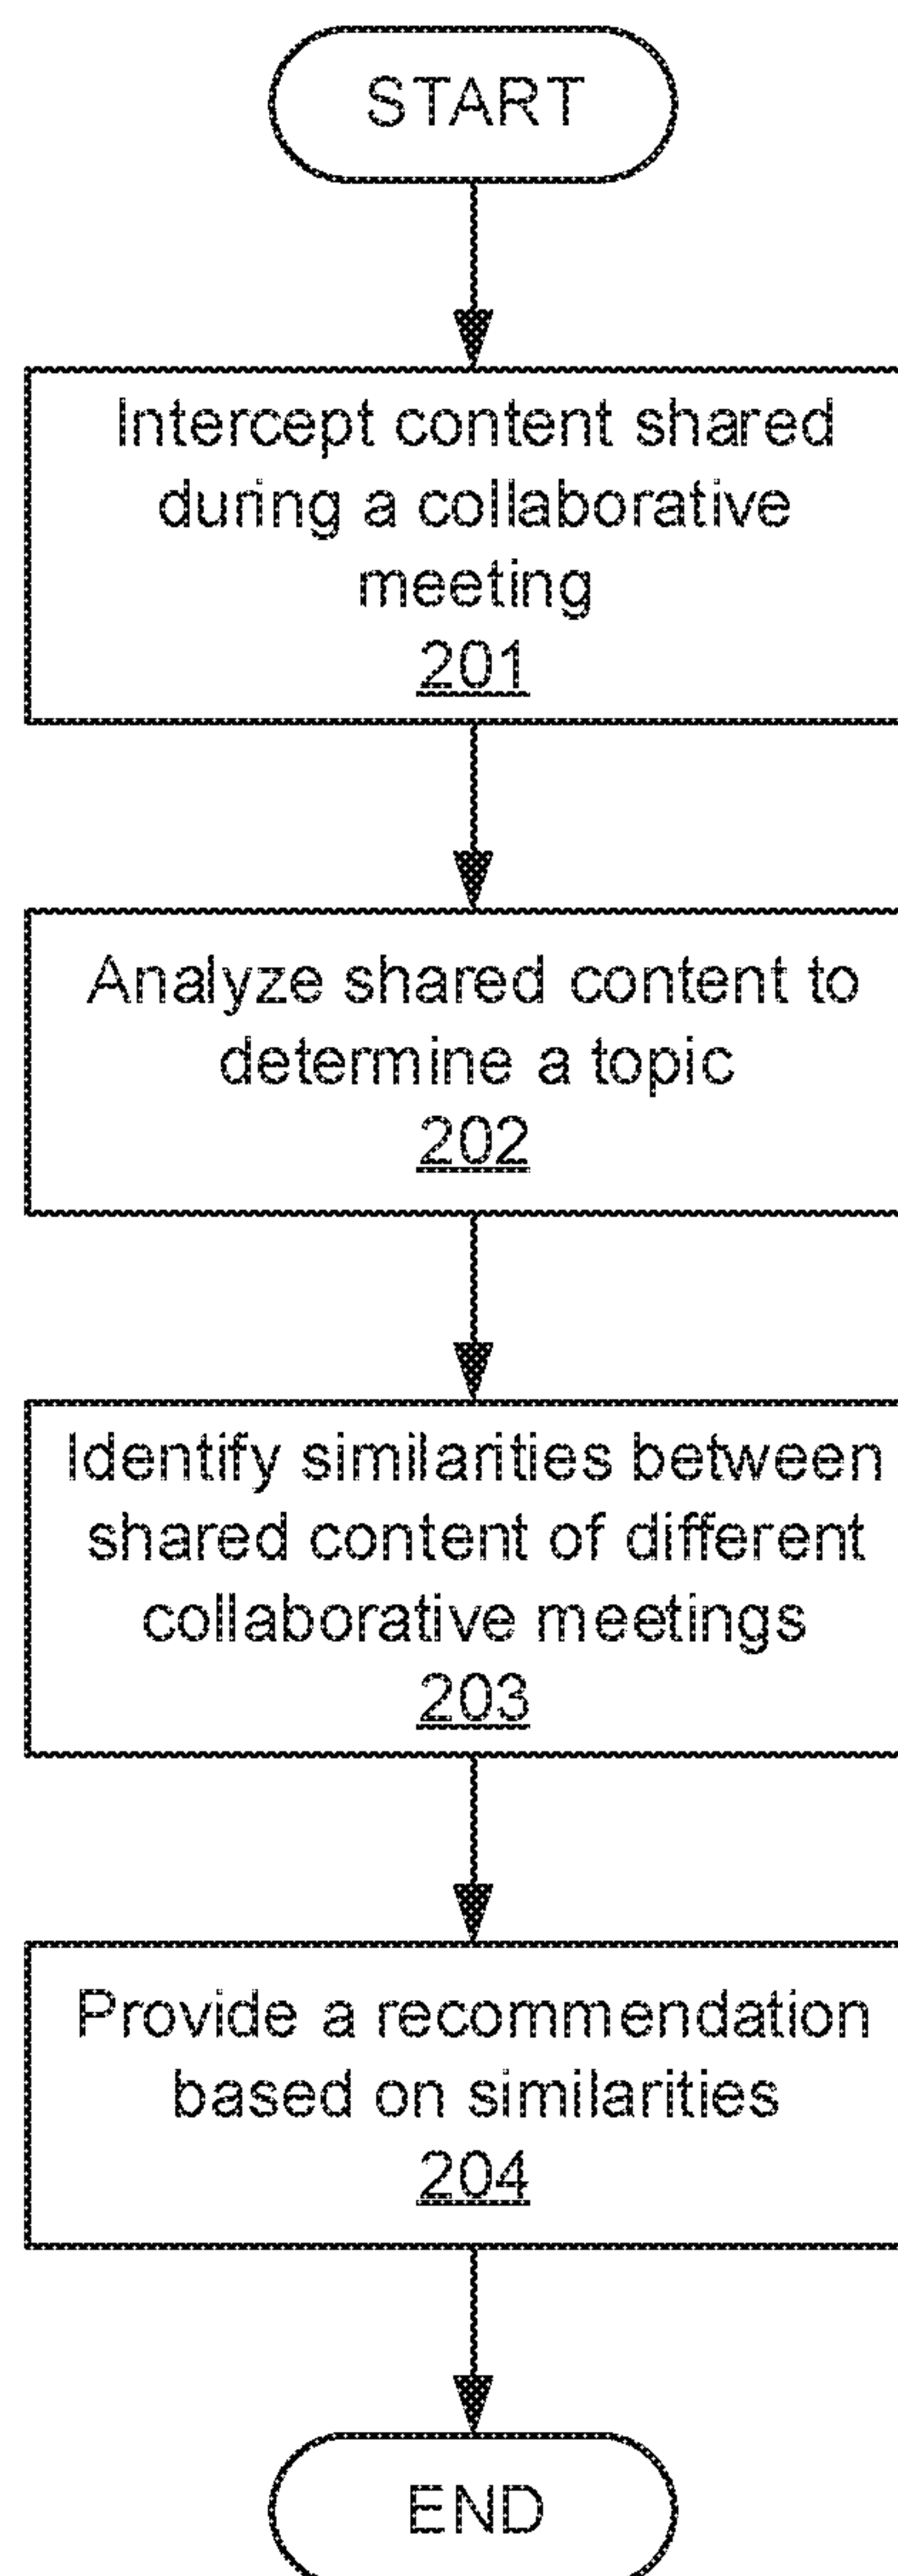 START
Intercept content shared
during a collaborative
meeting
201
Analyze shared content to
determine a topic
202
Identify similarities between
shared content of different
collaborative meetings
203
Provide a recommendation
based on similarities
204
END